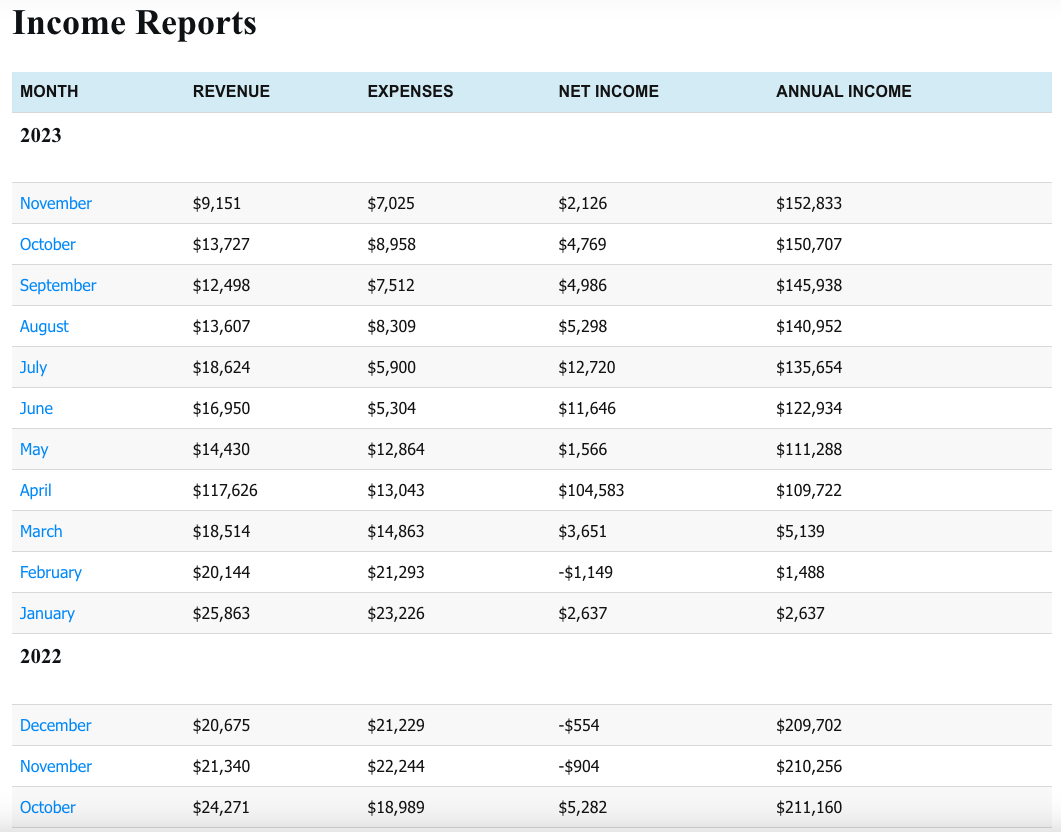 Income Reports
MONTH REVENUE EXPENSES NET INCOME ANNUAL INCOME
2023
November $9,151 $7,025 $2,126 $152,833
October $13,727 $8,958 $4,769 $150,707
September $12,498 $7,512 $4,986 $145,938
August $13,607 $8,309 $5,298 $140,952
July $18,624 $5,900 $12,720 $135,654
June $16,950 $5,304 $11,646 $122,934
May $14,430 $12,864 $1,566 $111,288
April $117,626 $13,043 $104,583 $109,722
March $18,514 $14,863 $3,651 $5,139
February $20,144 $21,293 -$1,149 $1,488
January $25,863 $23,226 $2,637 $2,637
2022
December $20,675 $21,229 -$554 $209,702
November $21,340 $22,244 -$904 $210,256
October $24,271 $18,989 $5,282 $211,160